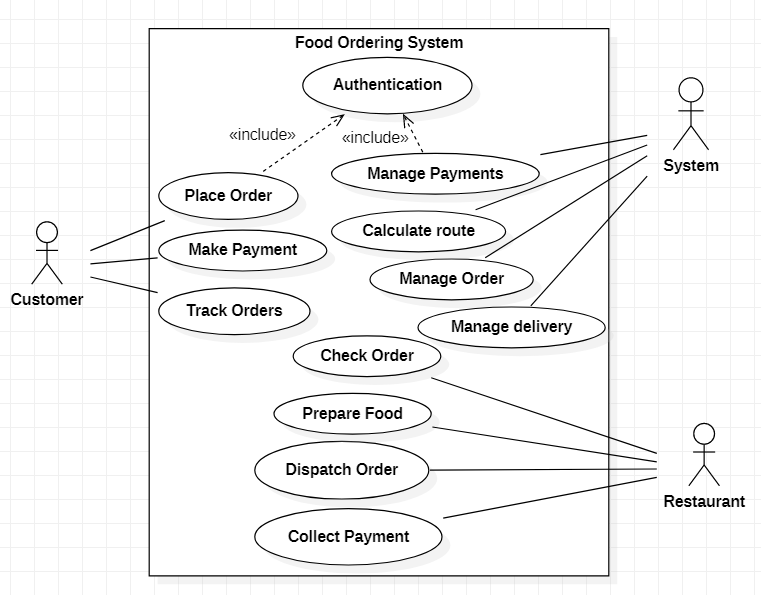 Food Ordering System
Authentication
«include»
«include»
Manage Payments
System
Place Order
Calculate route
Make Payment
Manage Order
Customer
Track Orders
Manage delivery
Check Order
Prepare Food
Dispatch Order
Restaurant
Collect Payment